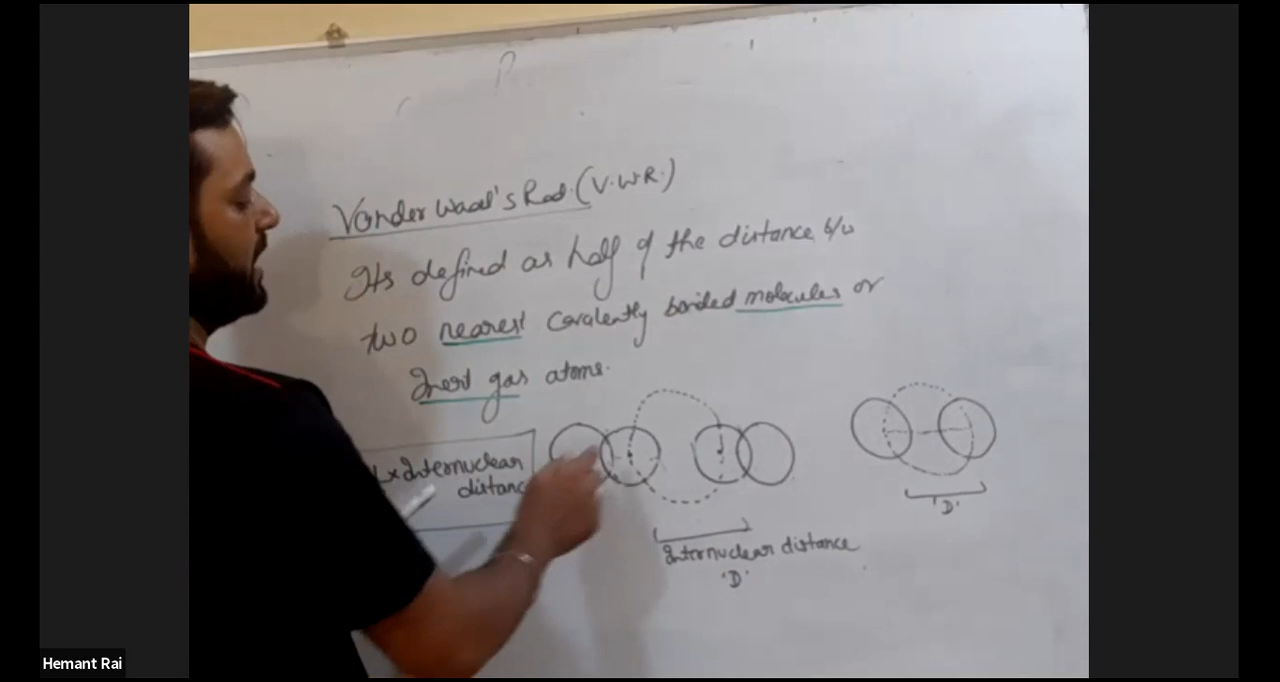 Vander Waal's Rad. (V.W.R.)
Its defined as half of the distance b/w
two nearest covalently bonded molecules or
Inert gas atoms.
x Internuclear
distanc
'D'
Internuclear distance
'D'
Hemant Rai